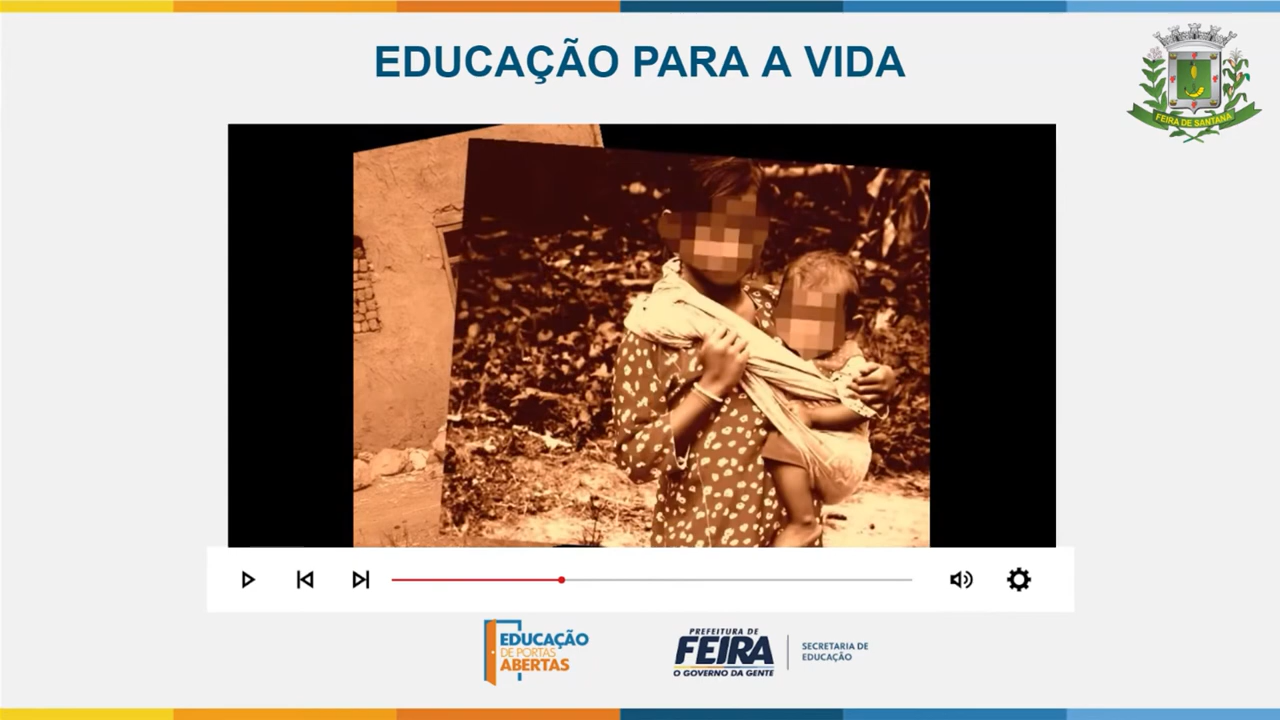 EDUCAÇÃO PARA A VIDA
FEIRA DE SANTANA
EDUCAÇÃO
DE PORTAS
ABERTAS
PREFEITURA DE
FEIRA
O GOVERNO DA GENTE
SECRETARIA DE
EDUCAÇÃO